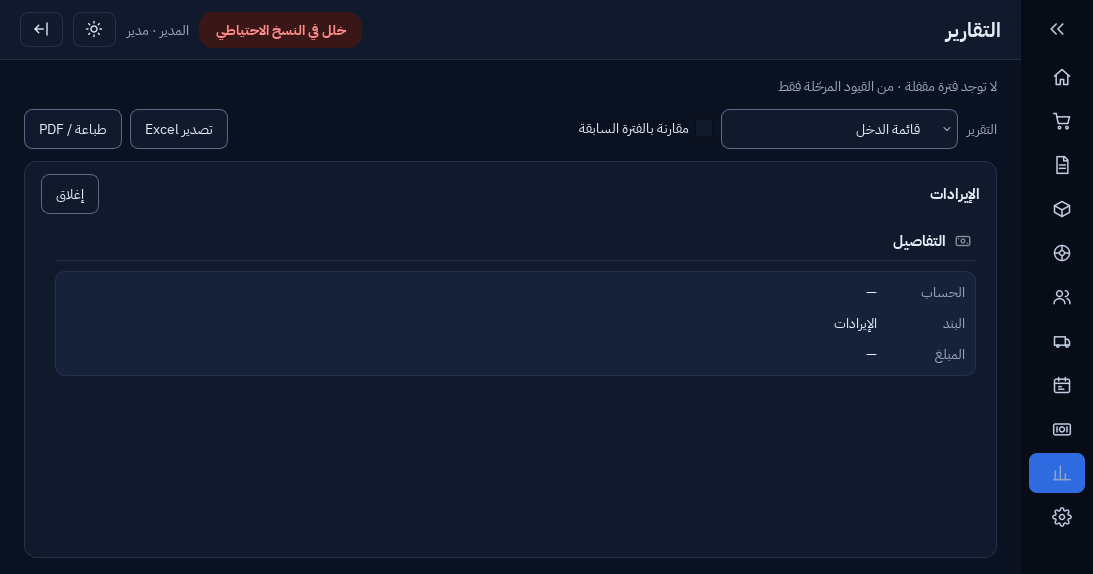 التقارير
خلل في النسخ الاحتياطي
المدير · مدير
لا توجد فترة مقفلة · من القيود المرحّلة فقط
التقرير
قائمة الدخل
مقارنة بالفترة السابقة
تصدير Excel
طباعة / PDF
الإيرادات
إغلاق
التفاصيل
الحساب —
البند الإيرادات
المبلغ —